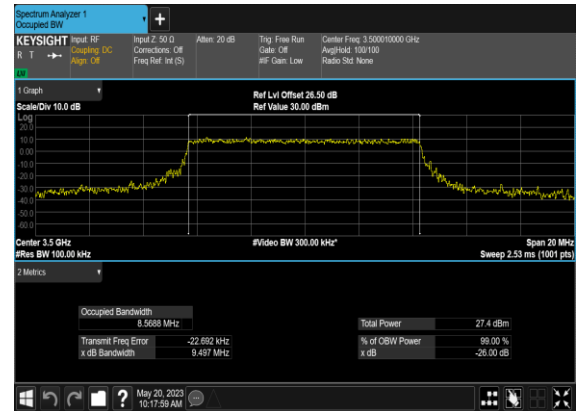 Spectrum Analyzer 1
Occupied BW
+
KEYSIGHT Input: RF Input Z: 50 Ω Atten: 20 dB Trig: Free Run Center Freq: 3.500010000 GHz
R T Coupling: DC Corrections: Off Gate: Off Avg|Hold: 100/100
Align: Off Freq Ref: Int (S) #IF Gain: Low Radio Std: None
1 Graph Ref Lvl Offset 26.50 dB
Scale/Div 10.0 dB Ref Value 30.00 dBm
Log
20.0
10.0
0.00
-10.0
-20.0
-30.0
-40.0
-50.0
-60.0
Center 3.5 GHz #Video BW 300.00 kHz* Span 20 MHz
#Res BW 100.00 kHz Sweep 2.53 ms (1001 pts)
2 Metrics
Occupied Bandwidth
8.5688 MHz Total Power 27.4 dBm
Transmit Freq Error -22.692 kHz % of OBW Power 99.00 %
x dB Bandwidth 9.497 MHz x dB -26.00 dB
? May 20, 2023
10:17:59 AM